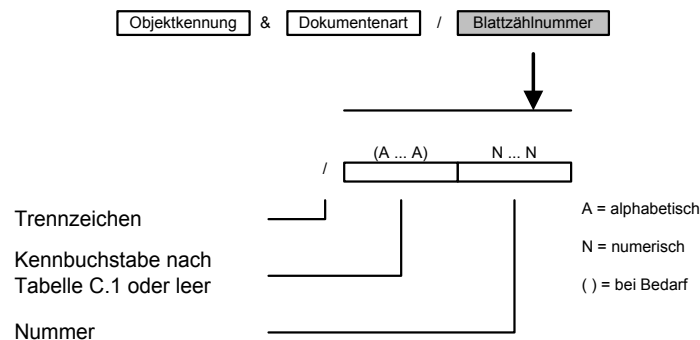 Objektkennung & Dokumentenart / Blattzählnummer
(A ... A) N ... N
/
Trennzeichen
A = alphabetisch
N = numerisch
Kennbuchstabe nach
Tabelle C.1 oder leer
( ) = bei Bedarf
Nummer